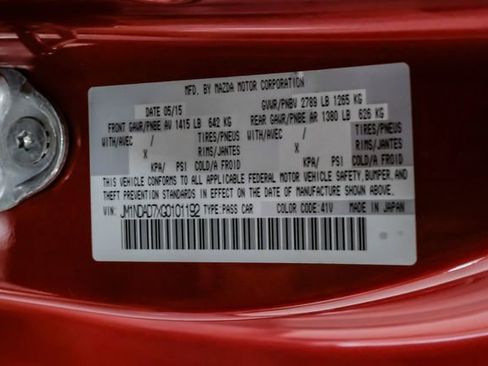 MFD. BY MAZDA MOTOR CORPORATION
DATE 05/15 GVWR/PNBV 2789 LB 1265 KG
FRONT GAWR/PNBE AV 1415 LB 642 KG REAR GAWR/PNBE AR 1380 LB 626 KG
WITH/AVEC / TIRES/PNEUS WITH/AVEC / TIRES/PNEUS
X RIMS/JANTES X RIMS/JANTES
KPA/ PSI COLD/A FROID KPA/ PSI COLD/A FROID
THIS VEHICLE CONFORMS TO ALL APPLICABLE FEDERAL MOTOR VEHICLE SAFETY, BUMPER, AND
THEFT PREVENTION STANDARDS IN EFFECT ON THE DATE OF MANUFACTURE SHOWN ABOVE.
VIN: JM1NDAD7XG0101192 TYPE: PASS CAR COLOR CODE: 41V MADE IN JAPAN